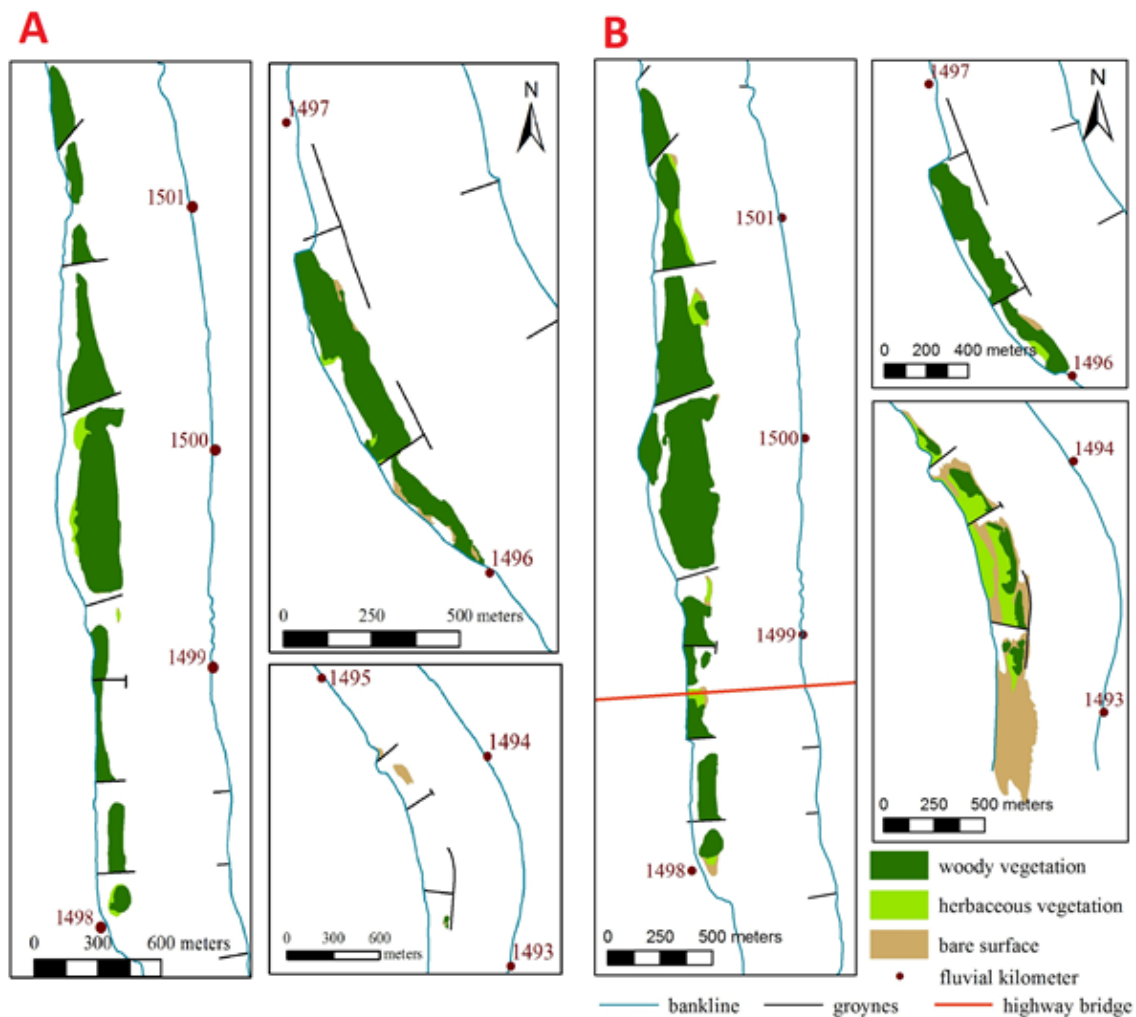 A
B
1501
1500
1499
1498
0 300 600 meters
1497
N
1496
0 250 500 meters
1495
1494
1493
0 300 600 meters
1501
1500
1499
1498
0 250 500 meters
1497
N
1496
0 200 400 meters
1494
1493
0 250 500 meters
woody vegetation
herbaceous vegetation
bare surface
fluvial kilometer
bankline groynes highway bridge